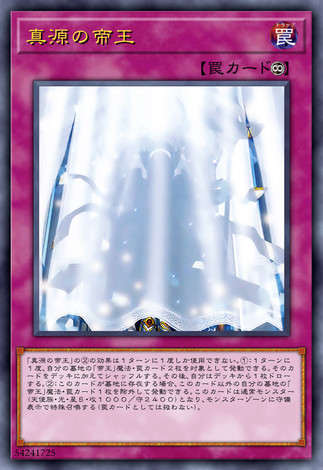 真源の帝王
トラップ
罠
【罠カード】
「真源の帝王」の②の効果は1ターンに1度しか使用できない。①:1ターンに
1度、自分の墓地の「帝王」魔法・罠カード2枚を対象として発動できる。そのカ
ードをデッキに加えてシャッフルする。その後、自分はデッキから1枚ドロー
する。②:このカードが墓地に存在する場合、このカード以外の自分の墓地の「帝
王」魔法・罠カード1枚を除外して発動できる。このカードは通常モンスター
(天使族・光・星5・攻1000/守2400)となり、モンスターゾーンに守備
表示で特殊召喚する(罠カードとしては扱わない)。
54241725